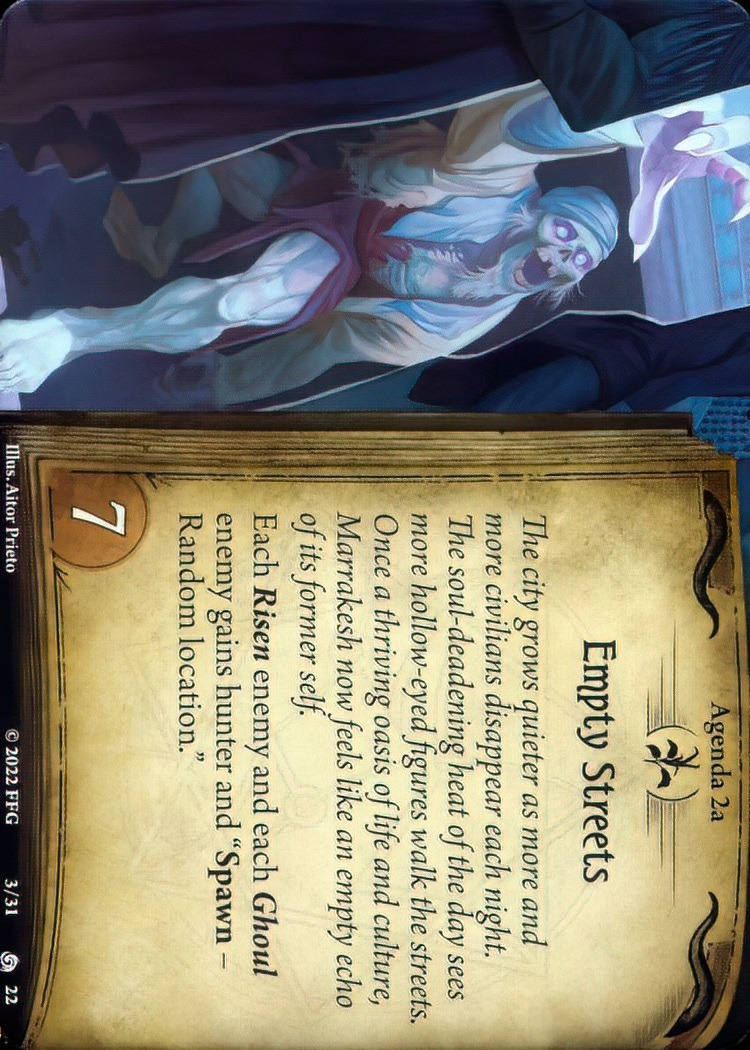 Agenda 2a
Empty Streets
The city grows quieter as more and
more civilians disappear each night.
The soul-deadening heat of the day sees
more hollow-eyed figures walk the streets.
Once a thriving oasis of life and culture,
Marrakesh now feels like an empty echo
of its former self.
Each Risen enemy and each Ghoul
enemy gains hunter and “Spawn –
Random location.”
7
Illus. Aitor Prieto
© 2022 FFG
3/31
22